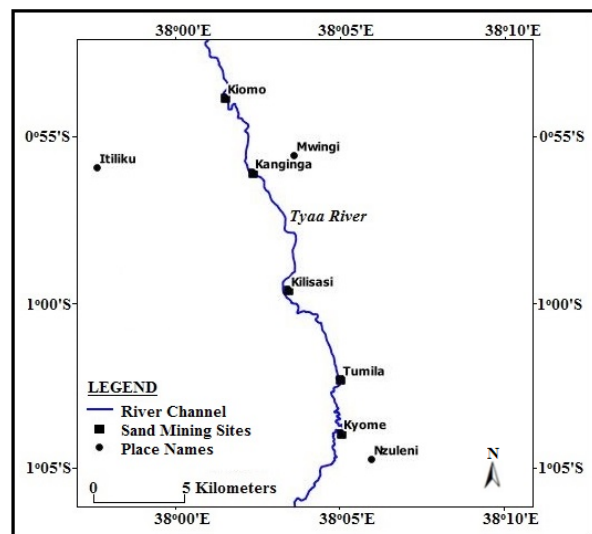 38°00'E 38°05'E 38°10'E
Kiomo
0°55'S 0°55'S
Mwingi
Itiliku
Kanginga
Tyaa River
Kilisasi
1°00'S 1°00'S
Tumila
LEGEND
River Channel
Sand Mining Sites
Kyome
Place Names
Nzuleni
N
1°05'S 1°05'S
0 5 Kilometers
38°00'E 38°05'E 38°10'E